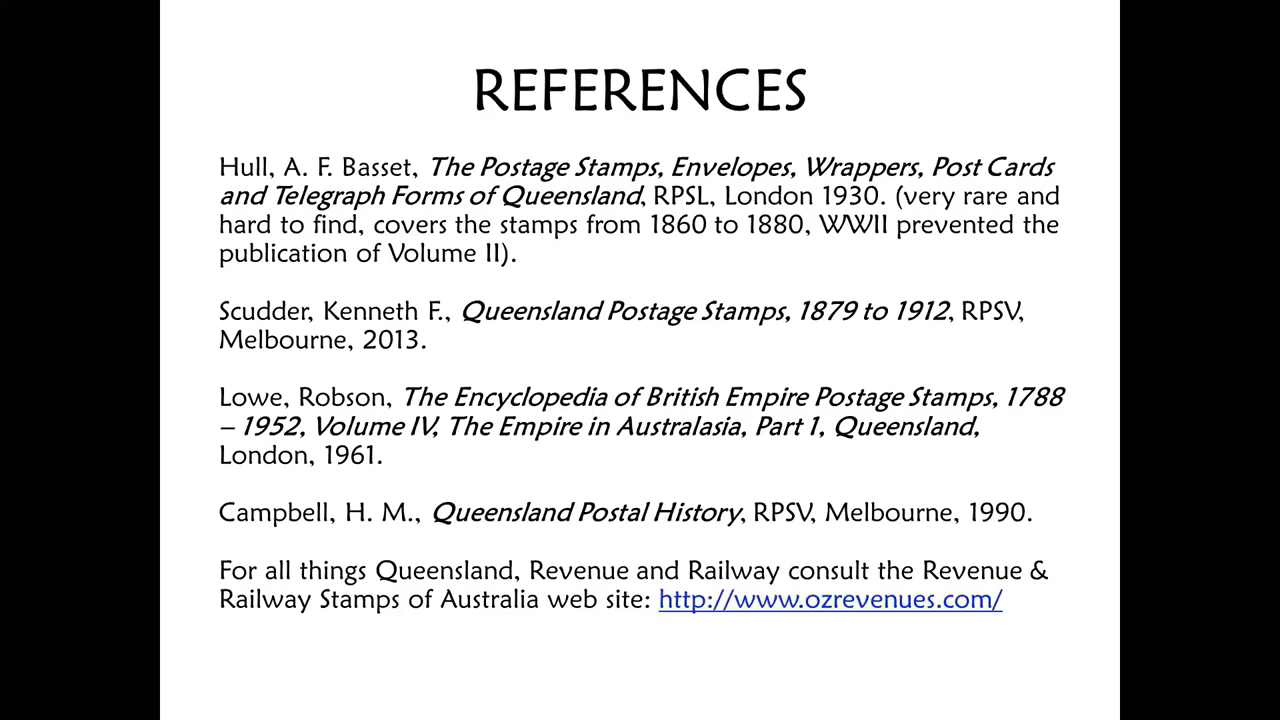 REFERENCES
Hull, A. F. Basset, The Postage Stamps, Envelopes, Wrappers, Post Cards
and Telegraph Forms of Queensland, RPSL, London 1930. (very rare and
hard to find, covers the stamps from 1860 to 1880, WWII prevented the
publication of Volume II).
Scudder, Kenneth F., Queensland Postage Stamps, 1879 to 1912, RPSV,
Melbourne, 2013.
Lowe, Robson, The Encyclopedia of British Empire Postage Stamps, 1788
– 1952, Volume IV, The Empire in Australasia, Part 1, Queensland,
London, 1961.
Campbell, H. M., Queensland Postal History, RPSV, Melbourne, 1990.
For all things Queensland, Revenue and Railway consult the Revenue &
Railway Stamps of Australia web site: http://www.ozrevenues.com/